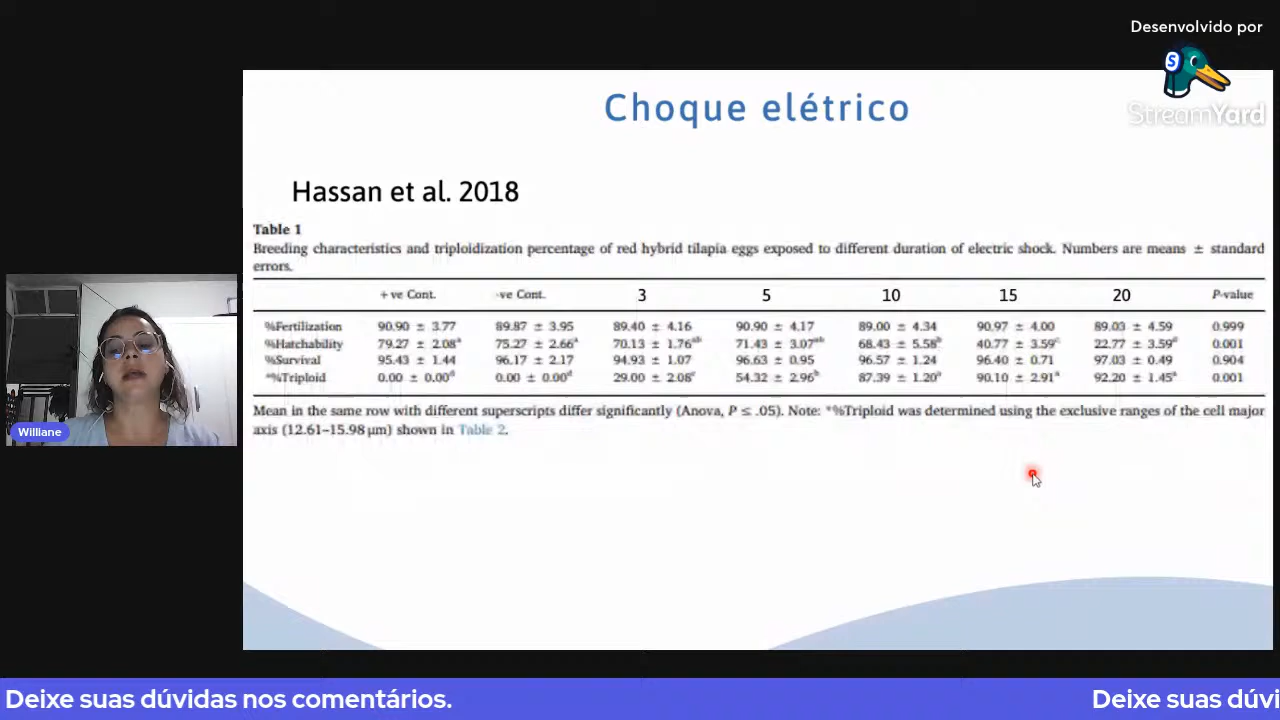 Desenvolvido por
StreamYard
Choque elétrico
Hassan et al. 2018
Table 1
Breeding characteristics and triploidization percentage of red hybrid tilapia eggs exposed to different duration of electric shock. Numbers are means ± standard
errors.
+ve Cont. -ve Cont. 3 5 10 15 20 P-value
%Fertilization 90.90 ± 3.77 89.87 ± 3.95 89.40 ± 4.16 90.90 ± 4.17 89.00 ± 4.34 90.97 ± 4.00 89.03 ± 4.59 0.999
%Hatchability 79.27 ± 2.08a 75.27 ± 2.66a 70.13 ± 1.76ab 71.43 ± 3.07ab 68.43 ± 5.58b 40.77 ± 3.59c 22.77 ± 3.59d 0.001
%Survival 95.43 ± 1.44 96.17 ± 2.17 94.93 ± 1.07 96.63 ± 0.95 96.57 ± 1.24 96.40 ± 0.71 97.03 ± 0.49 0.904
*%Triploid 0.00 ± 0.00d 0.00 ± 0.00d 29.00 ± 2.08c 54.32 ± 2.96b 87.39 ± 1.20a 90.10 ± 2.91a 92.20 ± 1.45a 0.001
Mean in the same row with different superscripts differ significantly (Anova, P ≤ .05). Note: *%Triploid was determined using the exclusive ranges of the cell major
axis (12.61–15.98 μm) shown in Table 2.
Williane
Deixe suas dúvidas nos comentários. Deixe suas dúvi